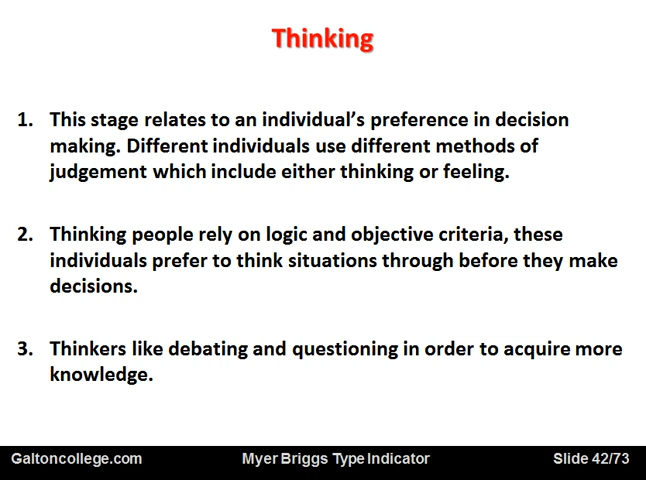 Thinking
1. This stage relates to an individual's preference in decision
making. Different individuals use different methods of
judgement which include either thinking or feeling.
2. Thinking people rely on logic and objective criteria, these
individuals prefer to think situations through before they make
decisions.
3. Thinkers like debating and questioning in order to acquire more
knowledge.
Galtoncollege.com Myer Briggs Type Indicator Slide 42/73